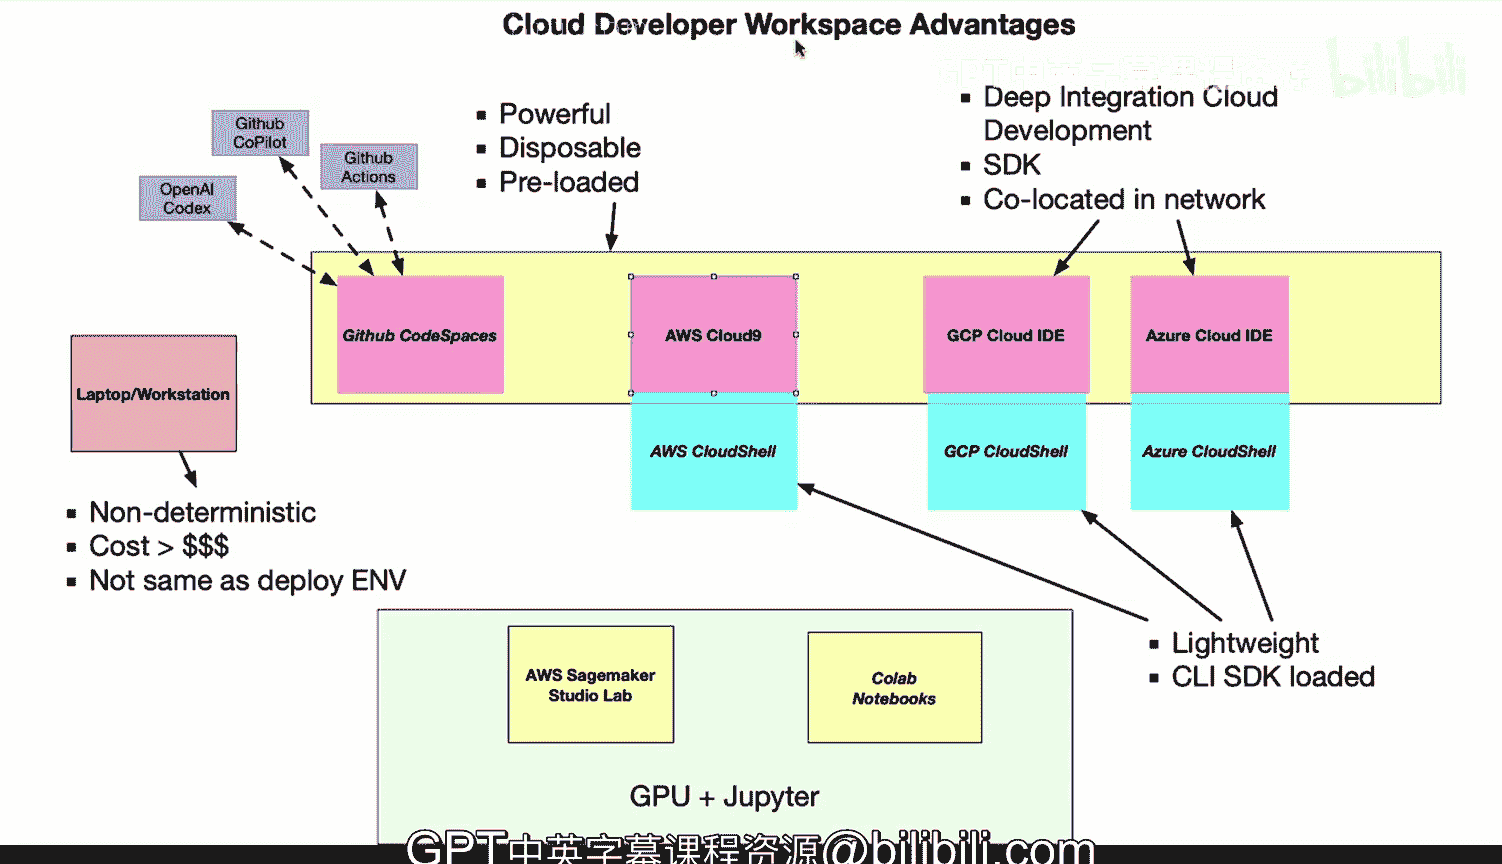 Cloud Developer Workspace Advantages
bilibili
Github
CoPilot
Github
Actions
OpenAI
Codex
▪ Powerful
▪ Disposable
▪ Pre-loaded
▪ Deep Integration Cloud
Development
▪ SDK
▪ Co-located in network
Github CodeSpaces
AWS Cloud9
GCP Cloud IDE
Azure Cloud IDE
Laptop/Workstation
AWS CloudShell
GCP CloudShell
Azure CloudShell
▪ Non-deterministic
▪ Cost > $$$
▪ Not same as deploy ENV
▪ Lightweight
▪ CLI SDK loaded
AWS Sagemaker
Studio Lab
Colab
Notebooks
GPU + Jupyter
GPT中英字幕课程资源@bilibili.com